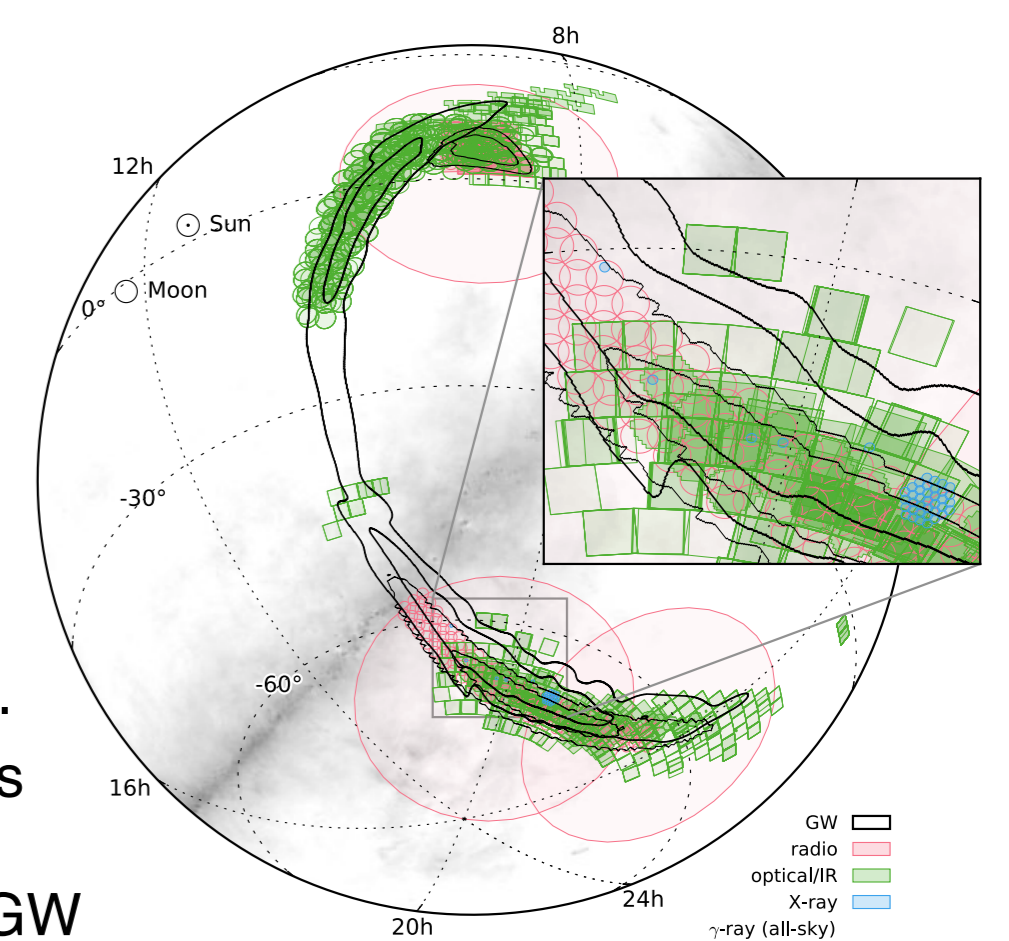 8h
12h
Sun
Moon
0°
-30°
-60°
.
s
16h
GW
20h
24h
GW
radio
optical/IR
X-ray
γ-ray (all-sky)